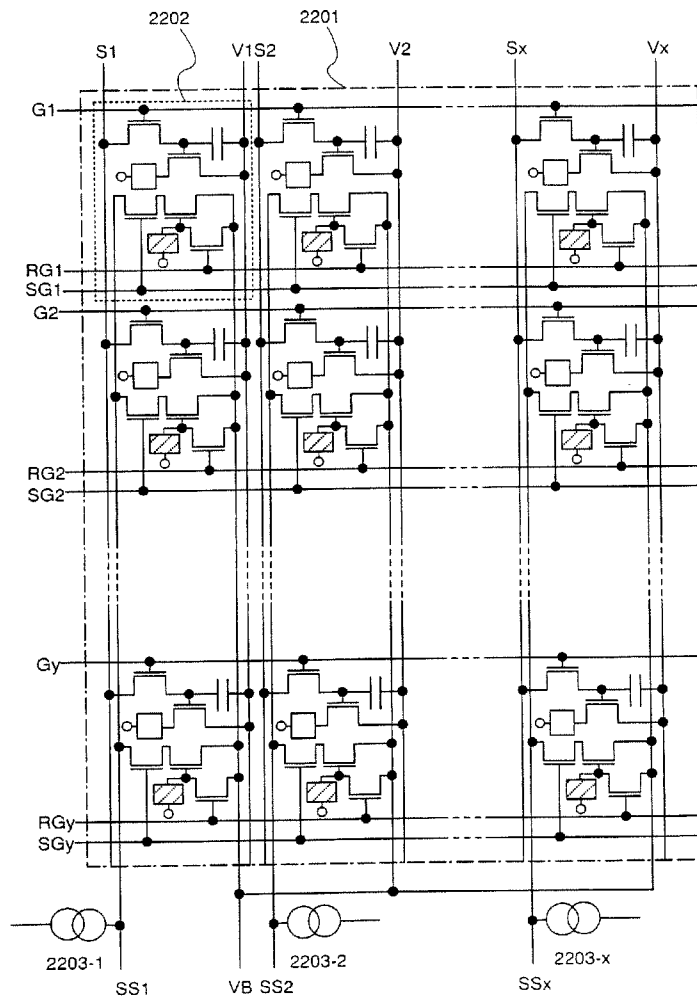 2202 2201
S1 V1 S2 V2 Sx Vx
G1
RG1
SG1
G2
RG2
SG2
Gy
RGy
SGy
2203-1 2203-2 2203-x
SS1 VB SS2 SSx